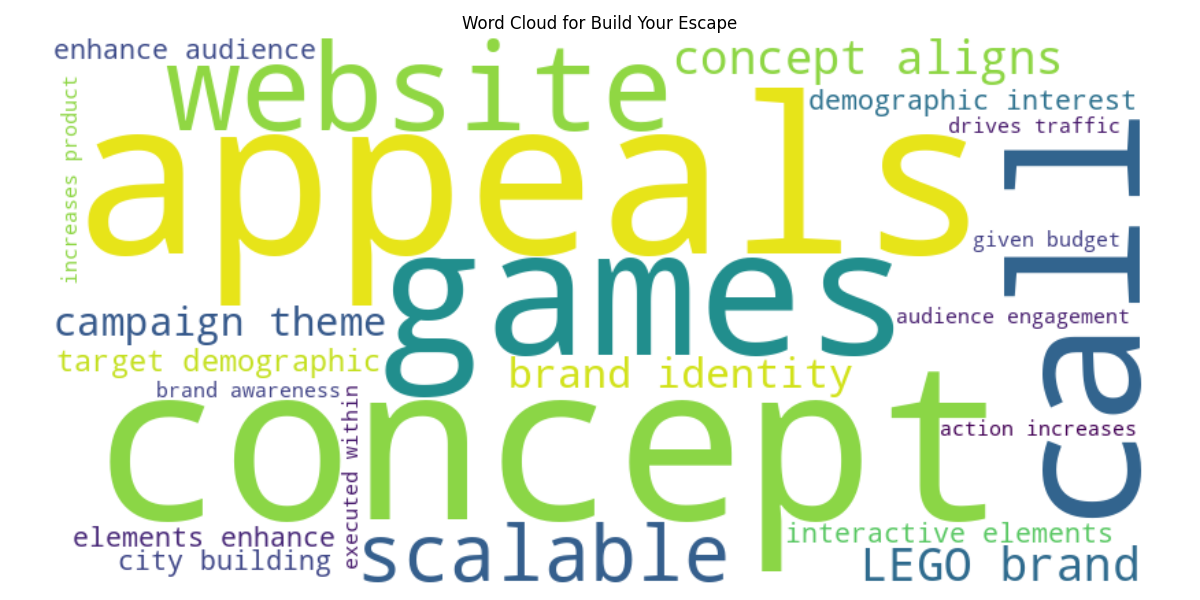 Word Cloud for Build Your Escape
enhance audience
website
concept aligns
increases product
demographic interest
drives traffic
appeals
call
given budget
games
campaign theme
audience engagement
target demographic
brand identity
brand awareness
executed within
concept
action increases
elements enhance
city building
scalable
interactive elements
LEGO brand